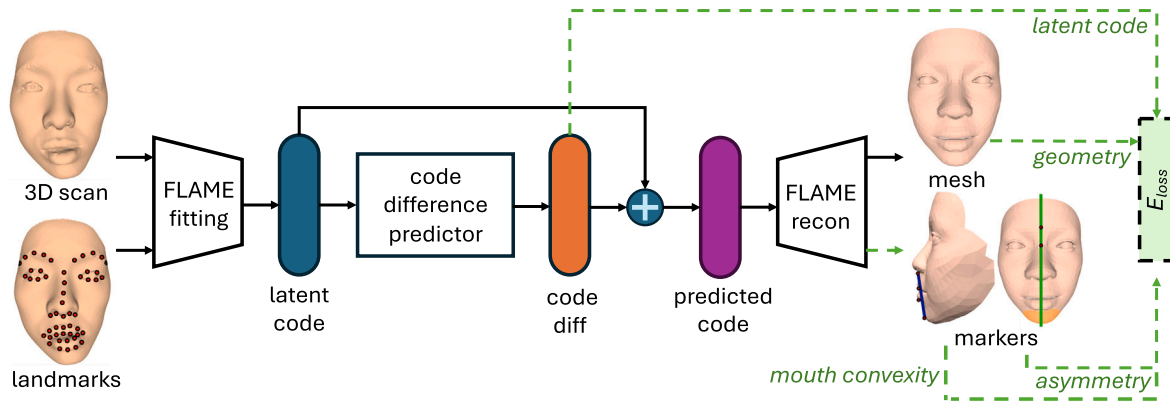 3D scan
landmarks
FLAME
fitting
latent
code
code
difference
predictor
code
diff
predicted
code
FLAME
recon
mesh
markers
latent code
geometry
mouth convexity
asymmetry
E_loss